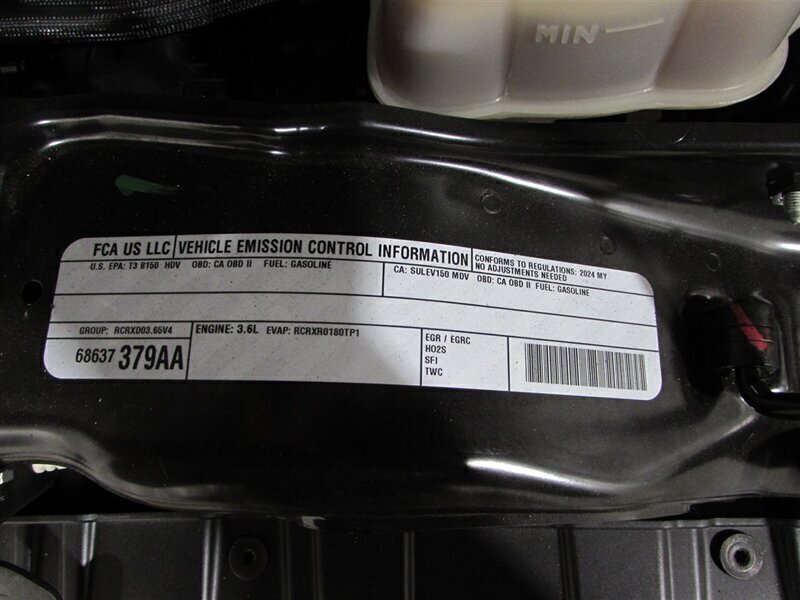 MIN
FCA US LLC VEHICLE EMISSION CONTROL INFORMATION
CONFORMS TO REGULATIONS: 2024 MY
NO ADJUSTMENTS NEEDED
U.S. EPA: T3 B150 HDV OBD: CA OBD II FUEL: GASOLINE
CA: SULEV150 MDV OBD: CA OBD II FUEL: GASOLINE
GROUP: RCRXD03.65V4
68637 379AA
ENGINE: 3.6L EVAP: RCRXR0180TP1
EGR / EGRC
HO2S
SFI
TWC